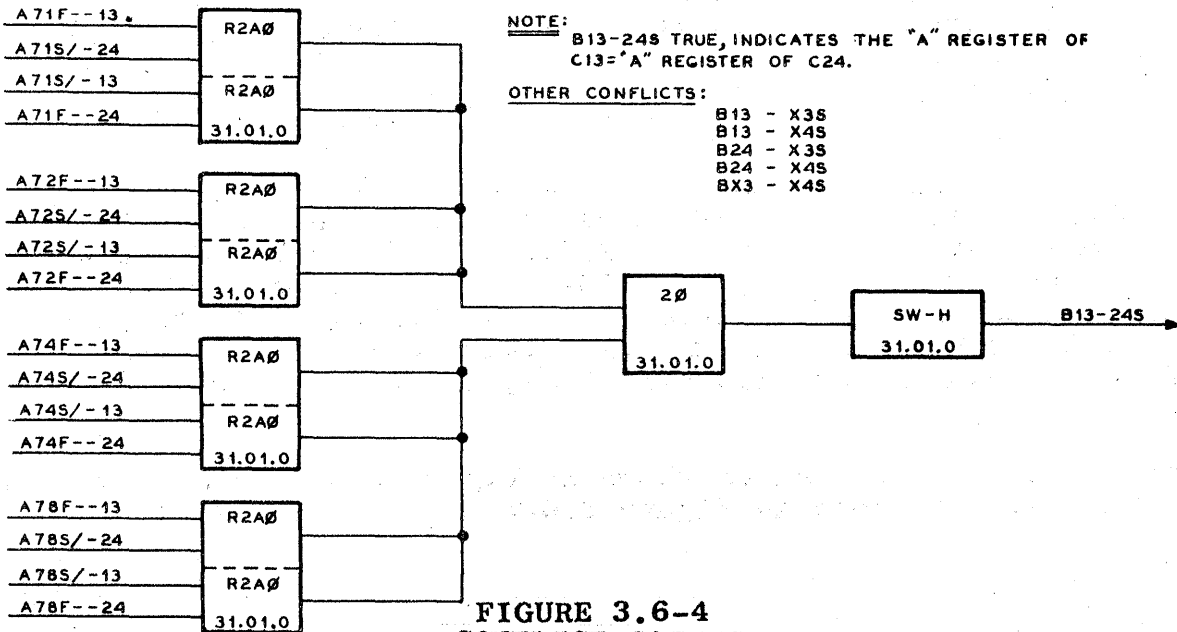 A71F--13
A71S/-24
A71S/-13
A71F--24
R2AØ
R2AØ
31.01.0
A72F--13
A72S/-24
A72S/-13
A72F--24
R2AØ
R2AØ
31.01.0
A74F--13
A74S/-24
A74S/-13
A74F--24
R2AØ
R2AØ
31.01.0
A78F--13
A78S/-24
A78S/-13
A78F--24
R2AØ
R2AØ
31.01.0
NOTE:
B13-24S TRUE, INDICATES THE "A" REGISTER OF
C13="A" REGISTER OF C24.
OTHER CONFLICTS:
B13 - X3S
B13 - X4S
B24 - X3S
B24 - X4S
BX3 - X4S
2Ø
31.01.0
SW-H
31.01.0
B13-24S
FIGURE 3.6-4